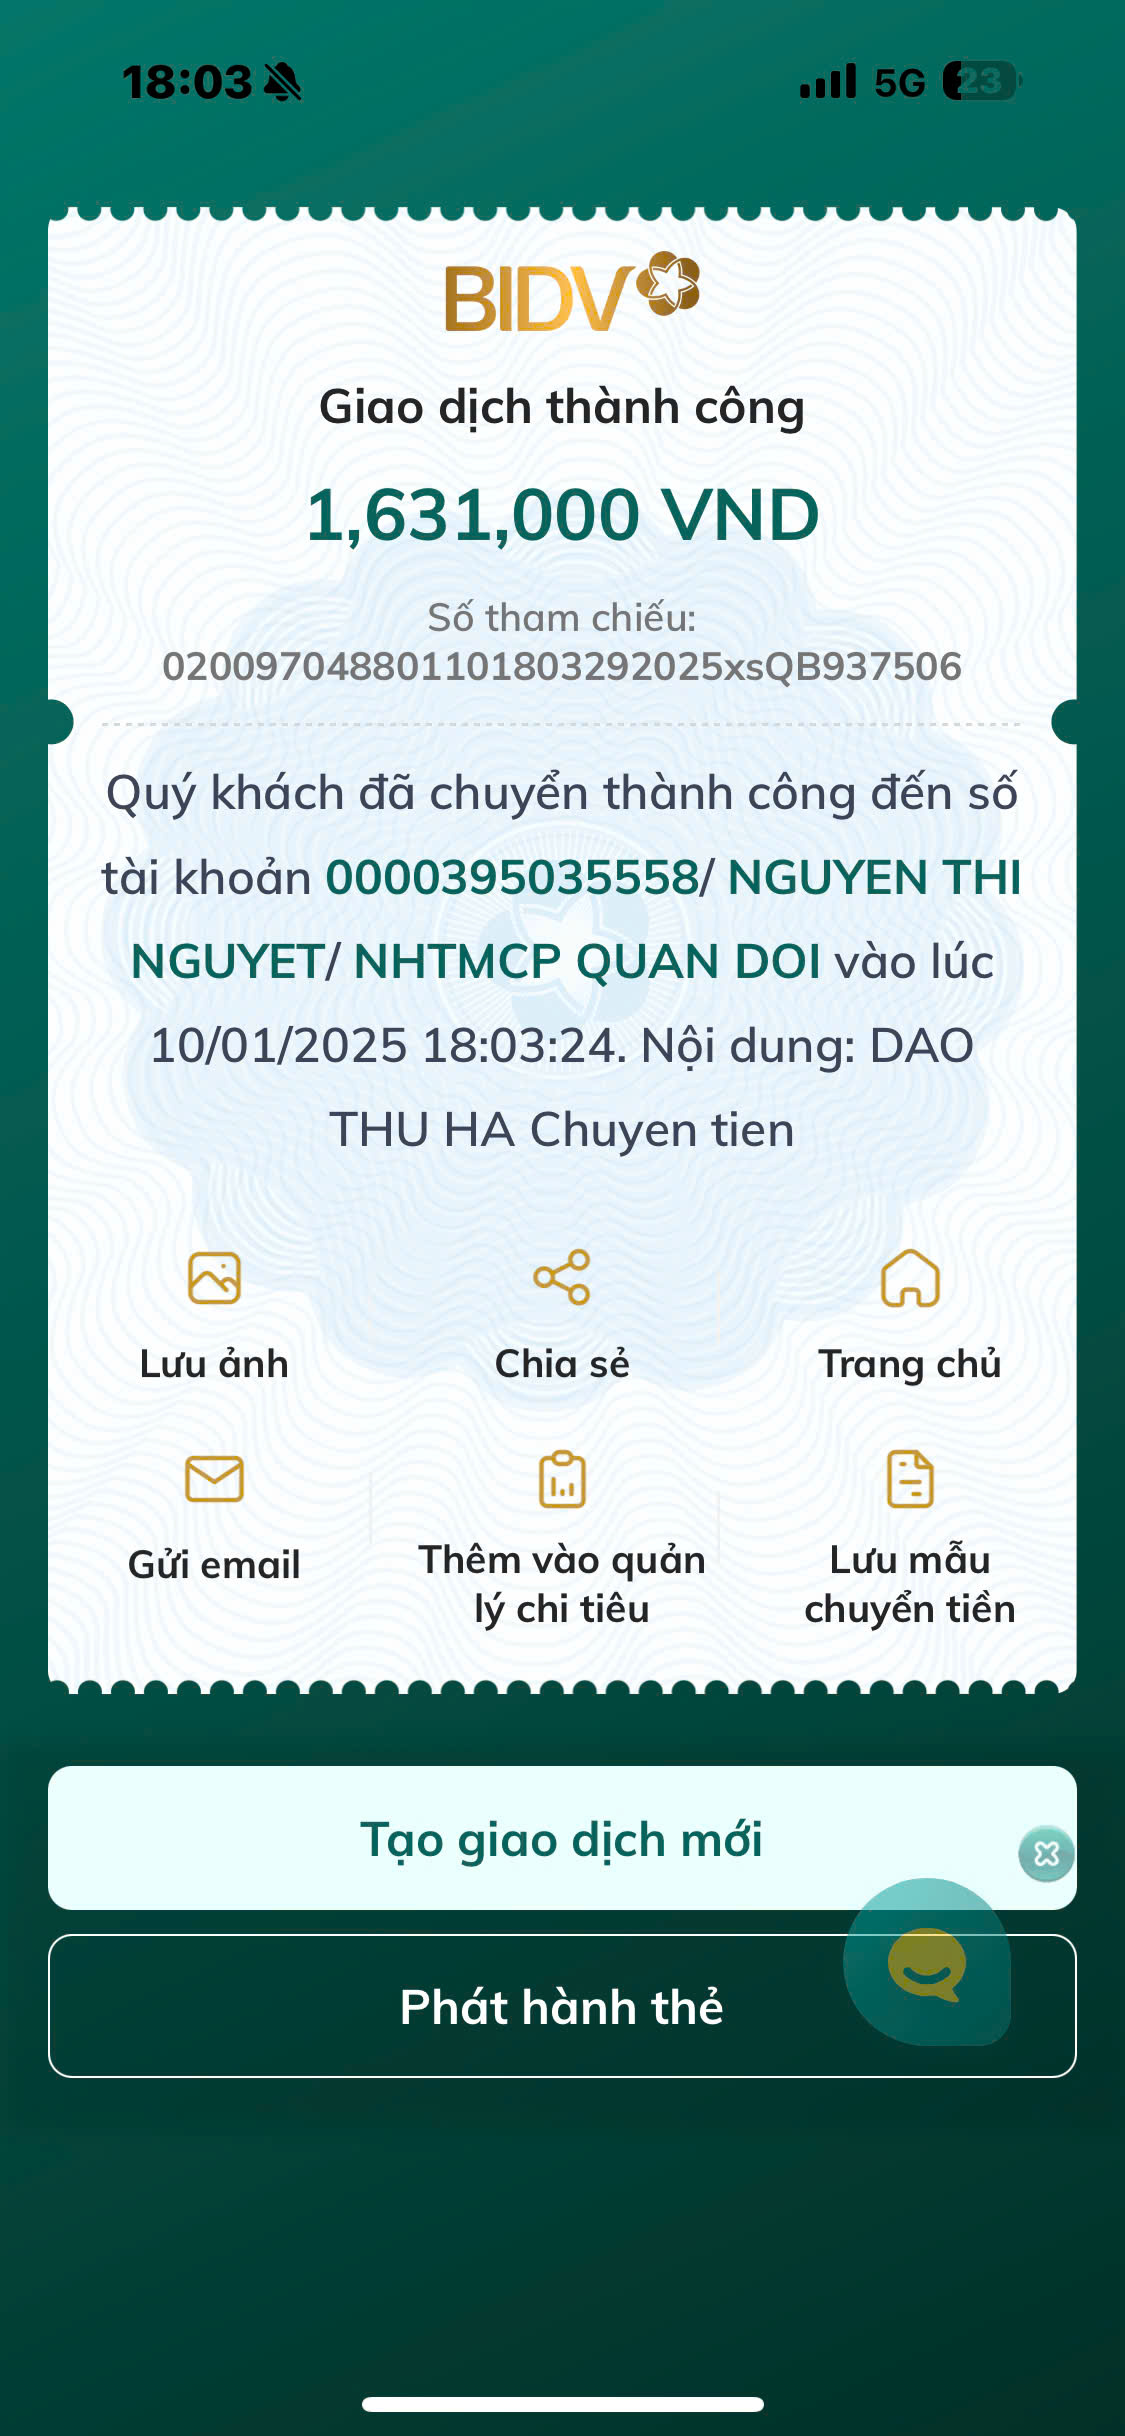 18:03
5G
23
BIDV
Giao dịch thành công
1,631,000 VND
Số tham chiếu:
020097048801101803292025xsQB937506
Quý khách đã chuyển thành công đến số
tài khoản 0000395035558/ NGUYEN THI
NGUYET/ NHTMCP QUAN DOI vào lúc
10/01/2025 18:03:24. Nội dung: DAO
THU HA Chuyen tien
Lưu ảnh
Chia sẻ
Trang chủ
Gửi email
Thêm vào quản
lý chi tiêu
Lưu mẫu
chuyển tiền
Tạo giao dịch mới
Phát hành thẻ